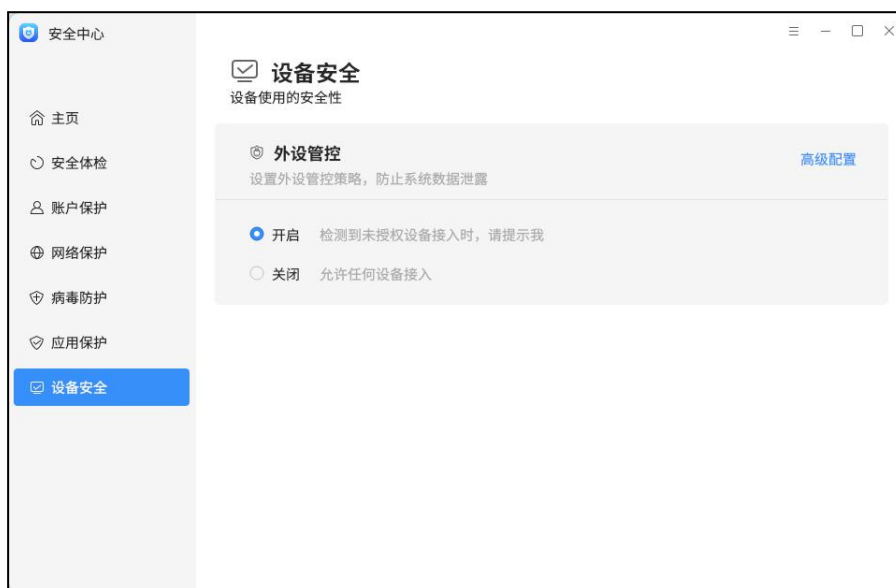 安全中心
设备安全
设备使用的安全性
主页
安全体检
账户保护
网络保护
病毒防护
应用保护
设备安全
外设管控
高级配置
设置外设管控策略，防止系统数据泄露
开启 检测到未授权设备接入时，请提示我
关闭 允许任何设备接入